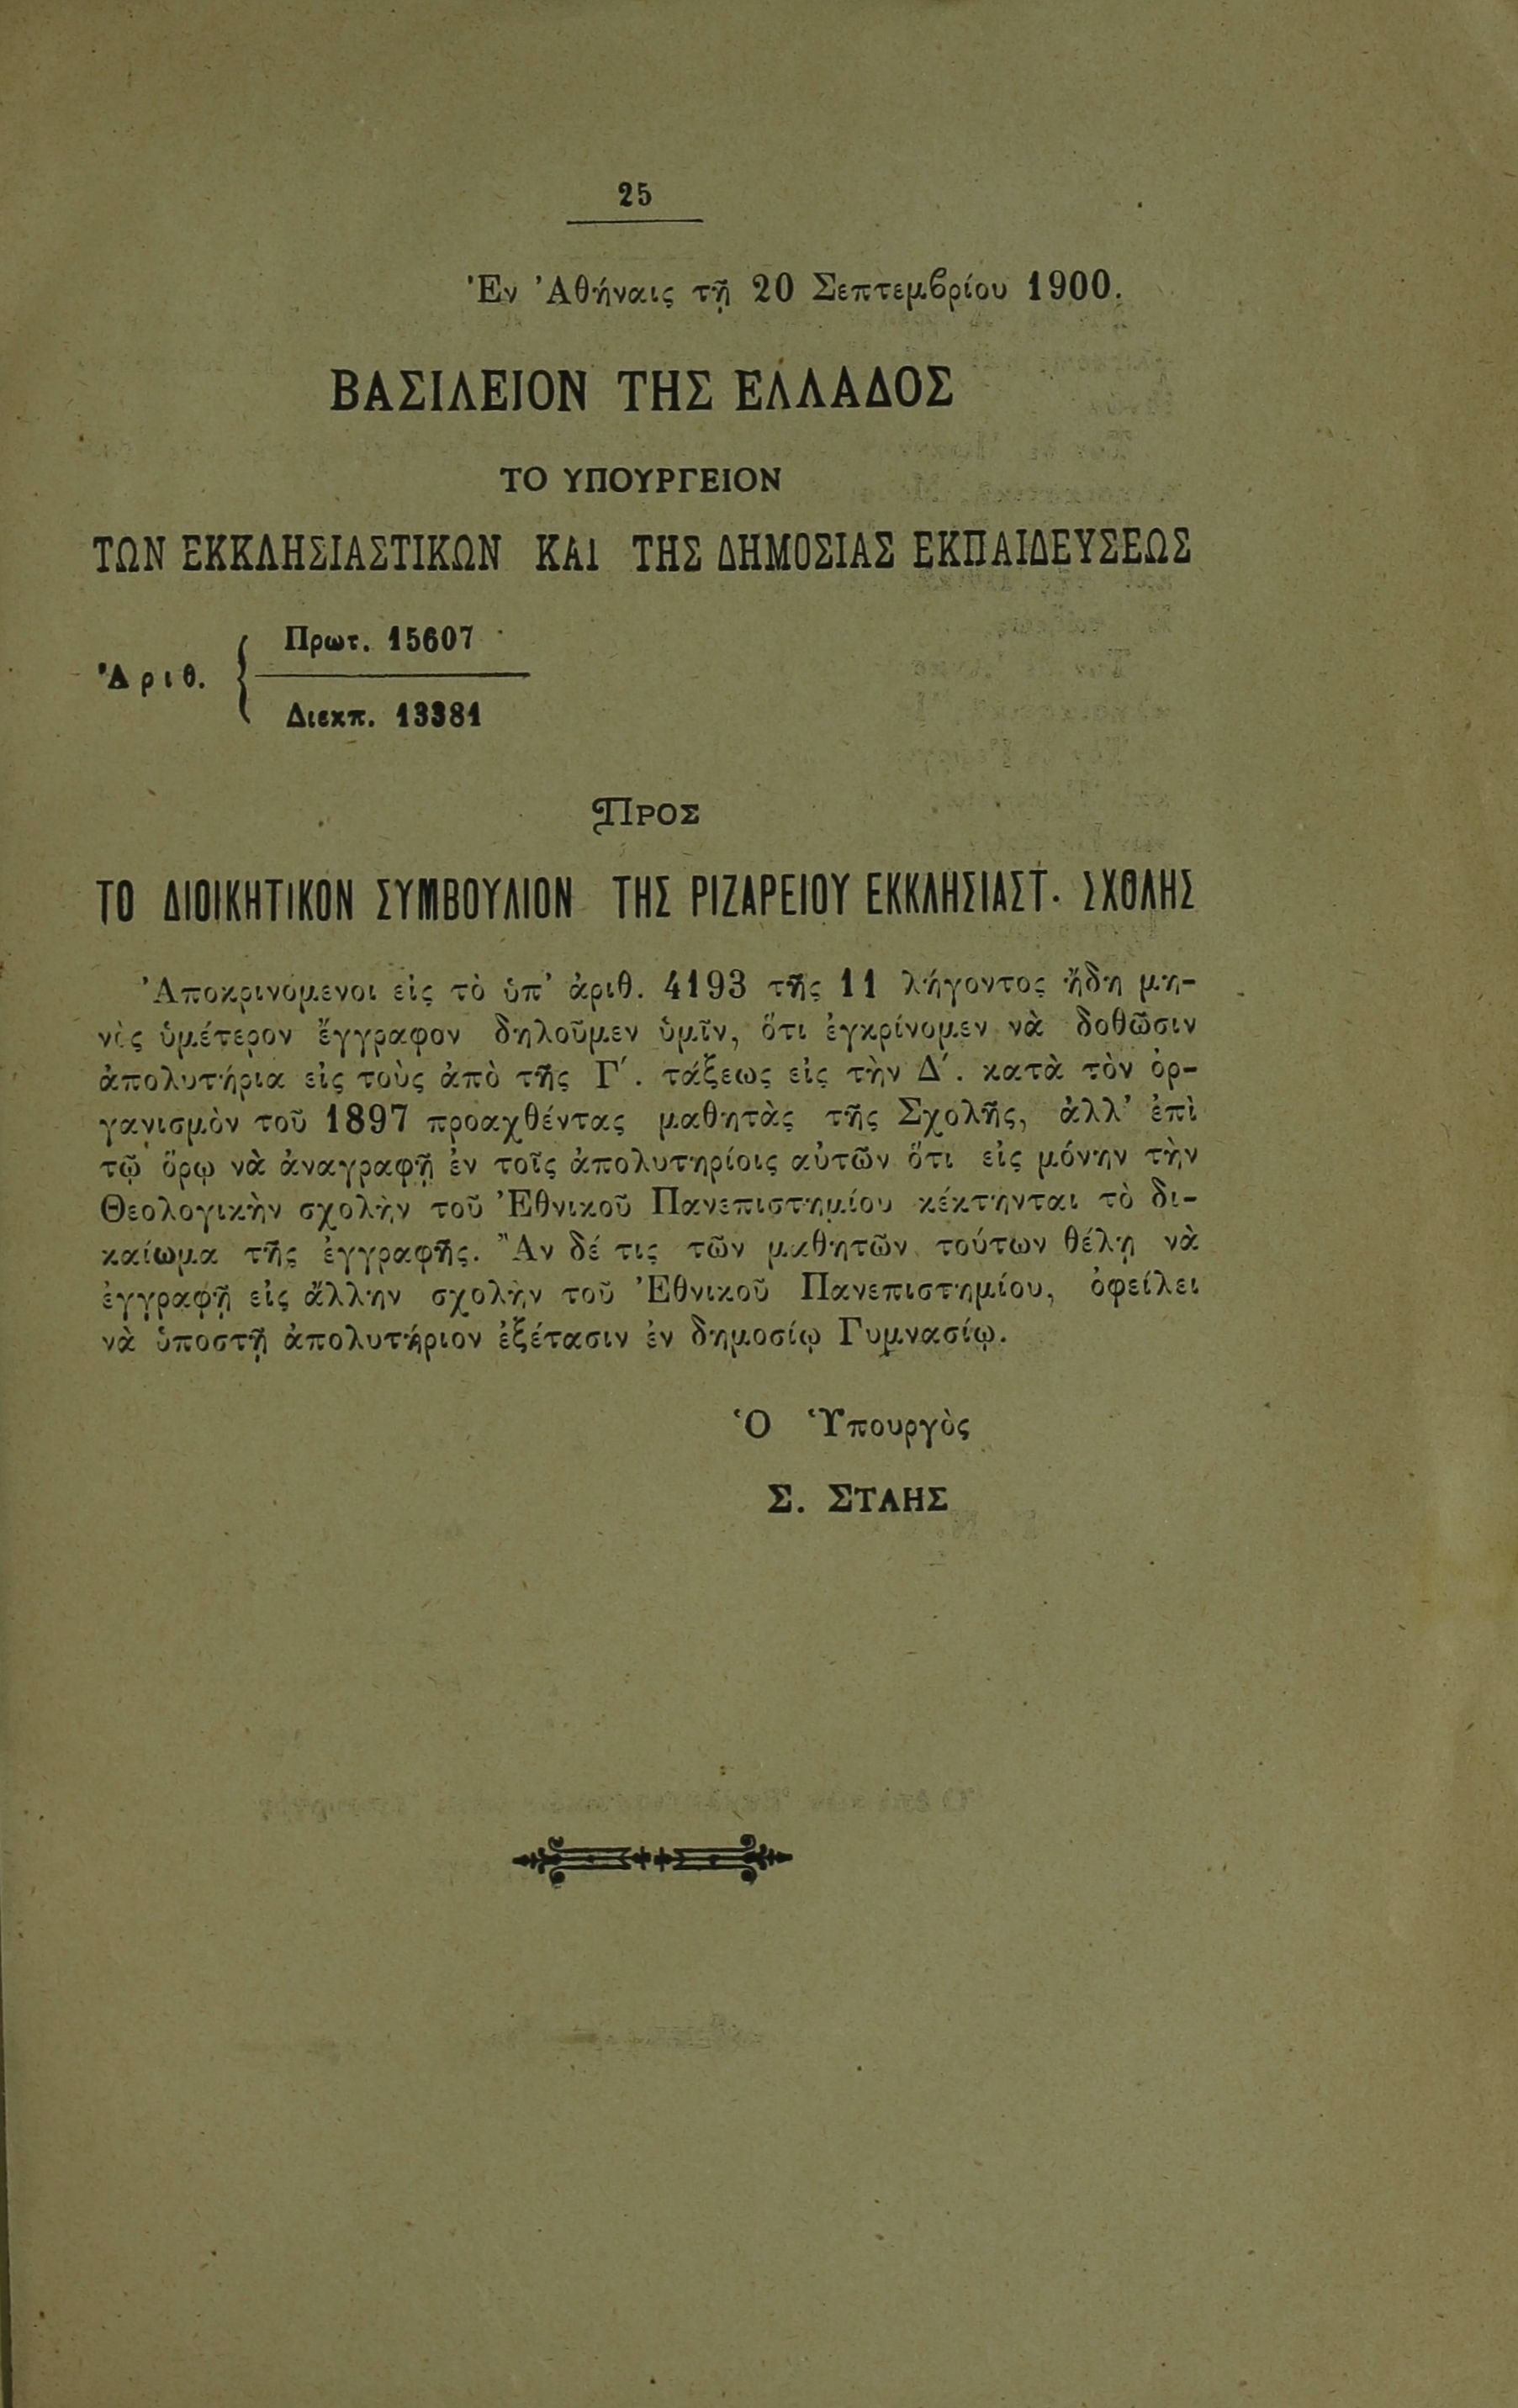 25
Ἐν Ἀθήναις τῇ 20 Σεπτεμβρίου 1900.
ΒΑΣΙΛΕΙΟΝ ΤΗΣ ΕΛΛΑΔΟΣ
ΤΟ ΥΠΟΥΡΓΕΙΟΝ
ΤΩΝ ΕΚΚΛΗΣΙΑΣΤΙΚΩΝ ΚΑΙ ΤΗΣ ΔΗΜΟΣΙΑΣ ΕΚΠΑΙΔΕΥΣΕΩΣ
Πρωτ. 15607
Ἀριθ.
Διεκπ. 13381
ΠΡΟΣ
ΤΟ ΔΙΟΙΚΗΤΙΚΟΝ ΣΥΜΒΟΥΛΙΟΝ ΤΗΣ ΡΙΖΑΡΕΙΟΥ ΕΚΚΛΗΣΙΑΣΤ. ΣΧΟΛΗΣ
Ἀποκρινόμενοι εἰς τὸ ὑπ' ἀριθ. 4193 τῆς 11 λήγοντος ἤδη μη-
νὸς ὑμέτερον ἔγγραφον δηλοῦμεν ὑμῖν, ὅτι ἐγκρίνομεν νὰ δοθῶσιν
ἀπολυτήρια εἰς τοὺς ἀπὸ τῆς Γ΄. τάξεως εἰς τὴν Δ΄. κατὰ τὸν ὀρ-
γανισμὸν τοῦ 1897 προαχθέντας μαθητὰς τῆς Σχολῆς, ἀλλ' ἐπὶ
τῷ ὅρῳ νὰ ἀναγραφῇ ἐν τοῖς ἀπολυτηρίοις αὐτῶν ὅτι εἰς μόνην τὴν
Θεολογικὴν σχολὴν τοῦ Ἐθνικοῦ Πανεπιστημίου κέκτηνται τὸ δι-
καίωμα τῆς ἐγγραφῆς. Ἂν δέ τις τῶν μαθητῶν τούτων θέλῃ νὰ
ἐγγραφῇ εἰς ἄλλην σχολὴν τοῦ Ἐθνικοῦ Πανεπιστημίου, ὀφείλει
νὰ ὑποστῇ ἀπολυτήριον ἐξέτασιν ἐν δημοσίῳ Γυμνασίῳ.
Ὁ Ὑπουργὸς
Σ. ΣΤΑΗΣ